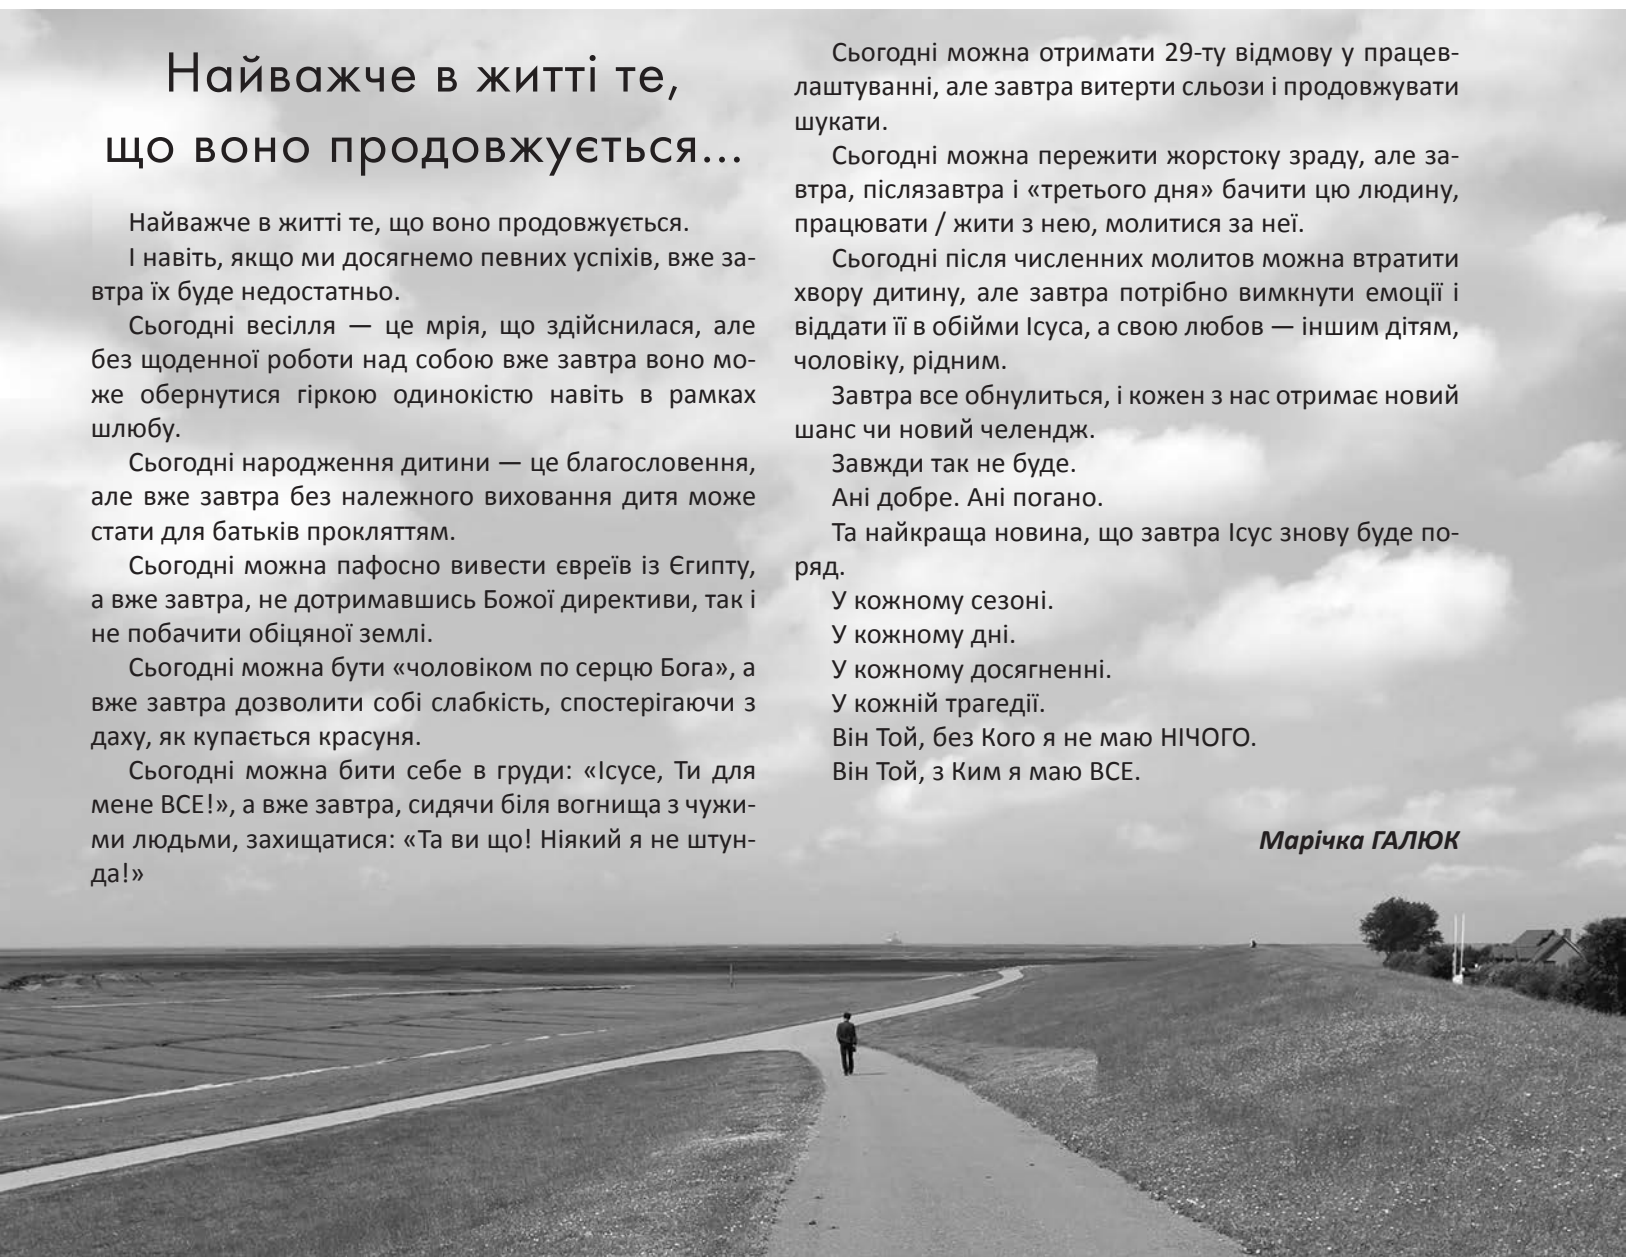 Найважче в житті те,
що воно продовжується...
Найважче в житті те, що воно продовжується.
І навіть, якщо ми досягнемо певних успіхів, вже за-
втра їх буде недостатньо.
Сьогодні весілля — це мрія, що здійснилася, але
без щоденної роботи над собою вже завтра воно мо-
же обернутися гіркою одинокістю навіть в рамках
шлюбу.
Сьогодні народження дитини — це благословення,
але вже завтра без належного виховання дитя може
стати для батьків прокляттям.
Сьогодні можна пафосно вивести євреїв із Єгипту,
а вже завтра, не дотримавшись Божої директиви, так і
не побачити обіцяної землі.
Сьогодні можна бути «чоловіком по серцю Бога», а
вже завтра дозволити собі слабкість, спостерігаючи з
даху, як купається красуня.
Сьогодні можна бити себе в груди: «Ісусе, Ти для
мене ВСЕ!», а вже завтра, сидячи біля вогнища з чужи-
ми людьми, захищатися: «Та ви що! Ніякий я не штун-
да!»
Сьогодні можна отримати 29-ту відмову у працев-
лаштуванні, але завтра витерти сльози і продовжувати
шукати.
Сьогодні можна пережити жорстоку зраду, але за-
втра, післязавтра і «третього дня» бачити цю людину,
працювати / жити з нею, молитися за неї.
Сьогодні після численних молитов можна втратити
хвору дитину, але завтра потрібно вимкнути емоції і
віддати її в обійми Ісуса, а свою любов — іншим дітям,
чоловіку, рідним.
Завтра все обнулиться, і кожен з нас отримає новий
шанс чи новий челендж.
Завжди так не буде.
Ані добре. Ані погано.
Та найкраща новина, що завтра Ісус знову буде по-
ряд.
У кожному сезоні.
У кожному дні.
У кожному досягненні.
У кожній трагедії.
Він Той, без Кого я не маю НІЧОГО.
Він Той, з Ким я маю ВСЕ.
Марічка ГАЛЮК